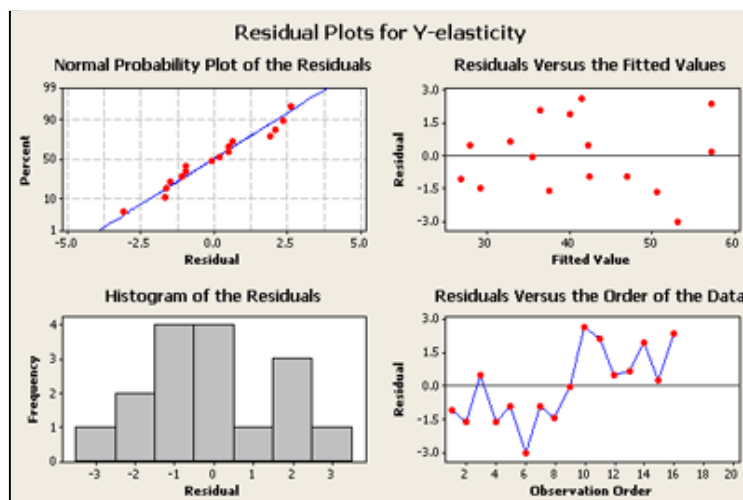 Residual Plots for Y-elasticity
Normal Probability Plot of the Residuals
99
90
50
10
1
Percent
-5.0 -2.5 0.0 2.5 5.0
Residual
Residuals Versus the Fitted Values
3.0
1.5
0.0
-1.5
-3.0
Residual
30 40 50 60
Fitted Value
Histogram of the Residuals
4
3
2
1
0
Frequency
-3 -2 -1 0 1 2 3
Residual
Residuals Versus the Order of the Data
3.0
1.5
0.0
-1.5
-3.0
Residual
2 4 6 8 10 12 14 16 18 20
Observation Order